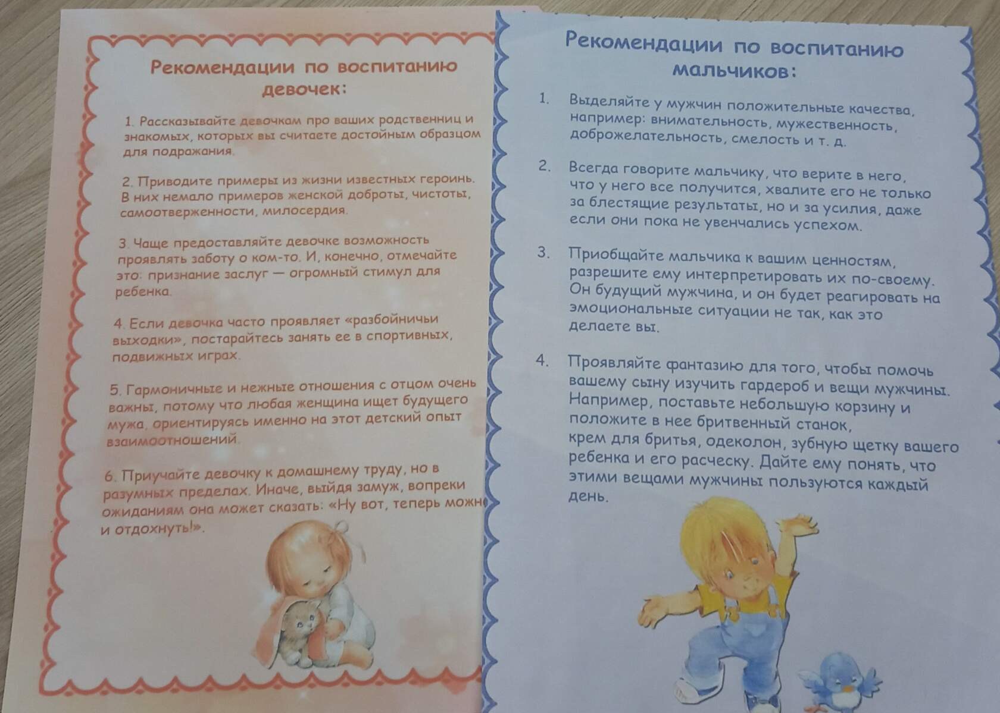 Рекомендации по воспитанию
девочек:
1. Рассказывайте девочкам про ваших родственниц и
знакомых, которых вы считаете достойным образцом
для подражания.
2. Приводите примеры из жизни известных героинь.
В них немало примеров женской доброты, чистоты,
самоотверженности, милосердия.
3. Чаще предоставляйте девочке возможность
проявлять заботу о ком-то. И, конечно, отмечайте
это: признание заслуг — огромный стимул для
ребенка.
4. Если девочка часто проявляет «разбойничьи
выходки», постарайтесь занять ее в спортивных,
подвижных играх.
5. Гармоничные и нежные отношения с отцом очень
важны, потому что любая женщина ищет будущего
мужа, ориентируясь именно на этот детский опыт
взаимоотношений.
6. Приучайте девочку к домашнему труду, но в
разумных пределах. Иначе, выйдя замуж, вопреки
ожиданиям она может сказать: «Ну вот, теперь можн
и отдохнуть!».
Рекомендации по воспитанию
мальчиков:
1. Выделяйте у мужчин положительные качества,
например: внимательность, мужественность,
доброжелательность, смелость и т. д.
2. Всегда говорите мальчику, что верите в него,
что у него все получится, хвалите его не только
за блестящие результаты, но и за усилия, даже
если они пока не увенчались успехом.
3. Приобщайте мальчика к вашим ценностям,
разрешите ему интерпретировать их по-своему.
Он будущий мужчина, и он будет реагировать на
эмоциональные ситуации не так, как это
делаете вы.
4. Проявляйте фантазию для того, чтобы помочь
вашему сыну изучить гардероб и вещи мужчины.
Например, поставьте небольшую корзину и
положите в нее бритвенный станок,
крем для бритья, одеколон, зубную щетку вашего
ребенка и его расческу. Дайте ему понять, что
этими вещами мужчины пользуются каждый
день.